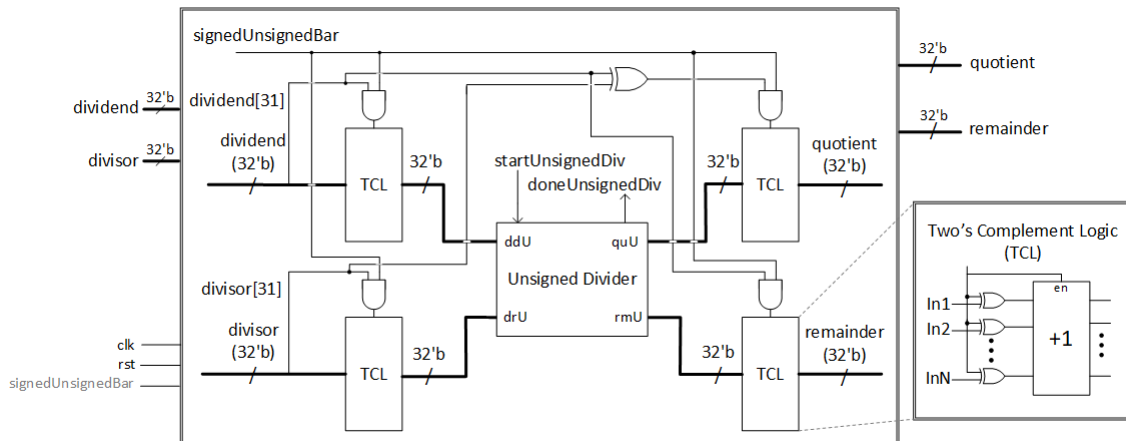 signedUnsignedBar
32'b
quotient
32'b
remainder
32'b
dividend
32'b
divisor
dividend[31]
dividend
(32'b)
TCL
32'b
startUnsignedDiv
doneUnsignedDiv
32'b
TCL
quotient
(32'b)
ddU
quU
Unsigned Divider
drU
rmU
divisor[31]
divisor
(32'b)
TCL
32'b
32'b
TCL
remainder
(32'b)
clk
rst
signedUnsignedBar
Two's Complement Logic
(TCL)
en
In1
In2
+1
InN